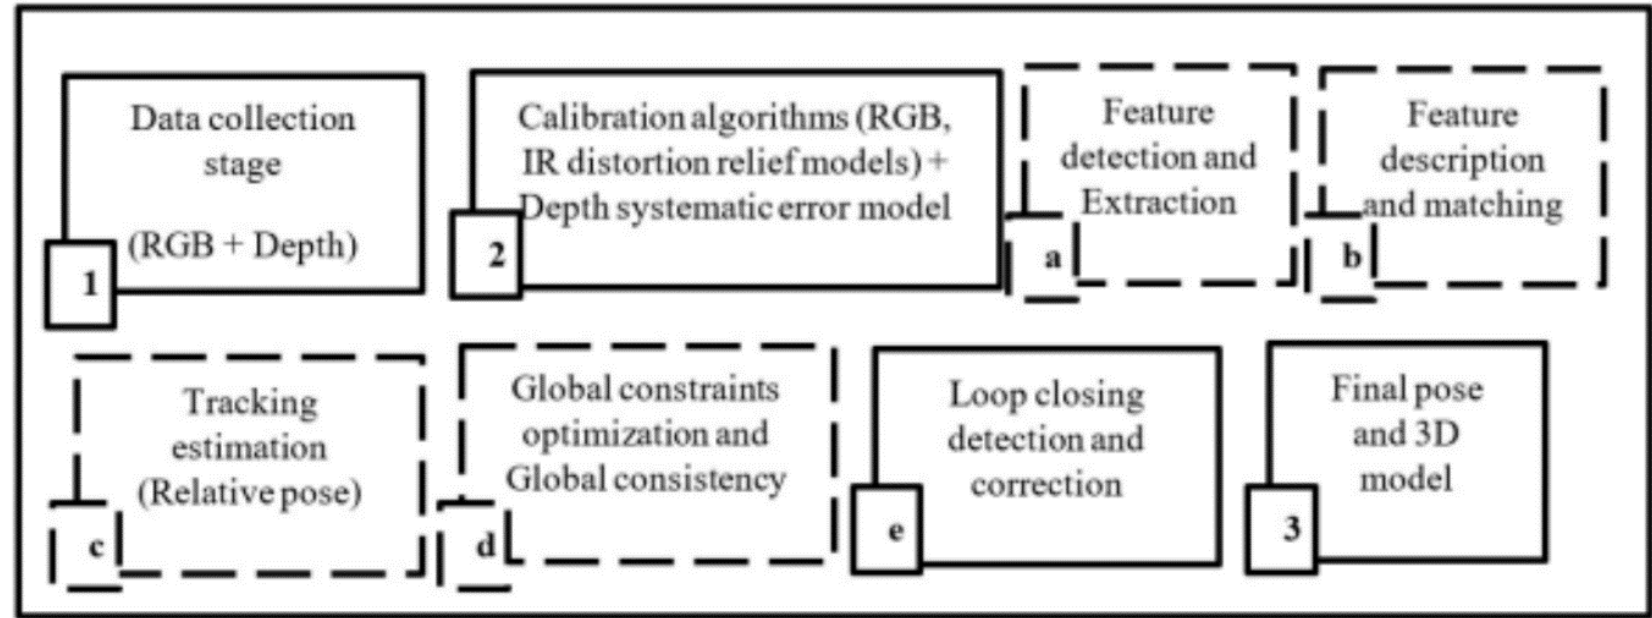 Data collection
stage
(RGB + Depth)
1
Calibration algorithms (RGB,
IR distortion relief models) +
Depth systematic error model
2
Feature
detection and
Extraction
a
Feature
description
and matching
b
Tracking
estimation
(Relative pose)
c
Global constraints
optimization and
Global consistency
d
Loop closing
detection and
correction
e
Final pose
and 3D
model
3